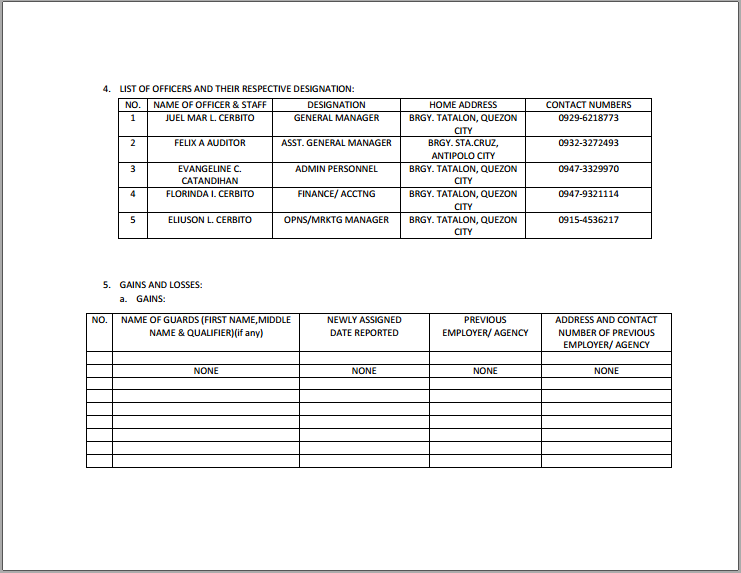 4. LIST OF OFFICERS AND THEIR RESPECTIVE DESIGNATION:
NO. NAME OF OFFICER & STAFF DESIGNATION HOME ADDRESS CONTACT NUMBERS
1 JUEL MAR L. CERBITO GENERAL MANAGER BRGY. TATALON, QUEZON CITY 0929-6218773
2 FELIX A AUDITOR ASST. GENERAL MANAGER BRGY. STA.CRUZ, ANTIPOLO CITY 0932-3272493
3 EVANGELINE C. CATANDIHAN ADMIN PERSONNEL BRGY. TATALON, QUEZON CITY 0947-3329970
4 FLORINDA I. CERBITO FINANCE/ ACCTNG BRGY. TATALON, QUEZON CITY 0947-9321114
5 ELIUSON L. CERBITO OPNS/MRKTG MANAGER BRGY. TATALON, QUEZON CITY 0915-4536217
5. GAINS AND LOSSES:
a. GAINS:
NO. NAME OF GUARDS (FIRST NAME,MIDDLE NAME & QUALIFIER)(if any) NEWLY ASSIGNED DATE REPORTED PREVIOUS EMPLOYER/ AGENCY ADDRESS AND CONTACT NUMBER OF PREVIOUS EMPLOYER/ AGENCY
NONE NONE NONE NONE